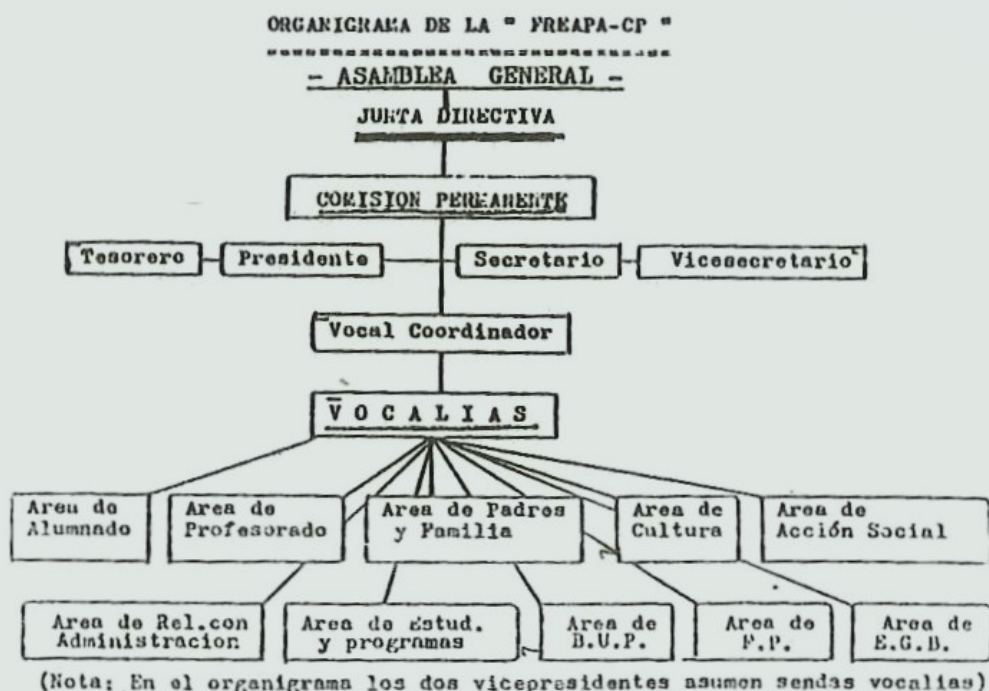 ORGANIGRAMA DE LA " FREAPA-CP "
- ASAMBLEA GENERAL -
JUNTA DIRECTIVA
COMISION PERMANENTE
Tesorero Presidente Secretario Vicesecretario
Vocal Coordinador
VOCALIAS
Area de Area de Area de Padres Area de Area de
Alumnado Profesorado y Familia Cultura Acción Social
Area de Rel.con Area de Estud. Area de Area de Area de
Administracion y programas B.U.P. F.P. E.G.B.
(Nota: En el organigrama los dos vicepresidentes asumen sendas vocalias)